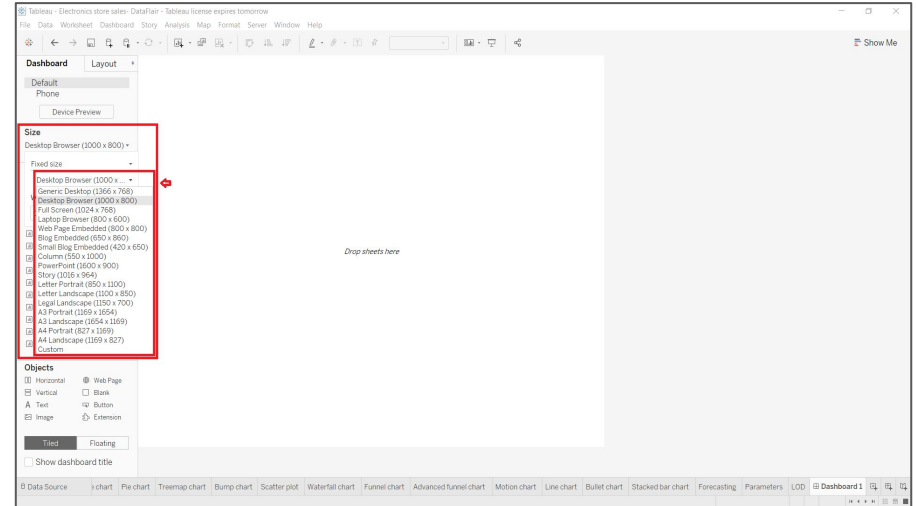 Tableau - Electronics store sales- DataFlair - Tableau license expires tomorrow
File Data Worksheet Dashboard Story Analysis Map Format Server Window Help
Show Me
Dashboard Layout
Default
Phone
Device Preview
Size
Desktop Browser (1000 x 800)
Fixed size
Desktop Browser (1000 x ...
Generic Desktop (1366 x 768)
Desktop Browser (1000 x 800)
Full Screen (1024 x 768)
Laptop Browser (800 x 600)
Web Page Embedded (800 x 800)
Blog Embedded (650 x 860)
Small Blog Embedded (420 x 650)
Column (550 x 1000)
PowerPoint (1600 x 900)
Story (1016 x 964)
Letter Portrait (850 x 1100)
Letter Landscape (1100 x 850)
Legal Landscape (1150 x 700)
A3 Portrait (1169 x 1654)
A3 Landscape (1654 x 1169)
A4 Portrait (827 x 1169)
A4 Landscape (1169 x 827)
Custom
Drop sheets here
Objects
Horizontal Web Page
Vertical Blank
A Text Button
Image Extension
Tiled Floating
Show dashboard title
Data Source chart Pie chart Treemap chart Bump chart Scatter plot Waterfall chart Funnel chart Advanced funnel chart Motion chart Line chart Bullet chart Stacked bar chart Forecasting Parameters LOD Dashboard 1